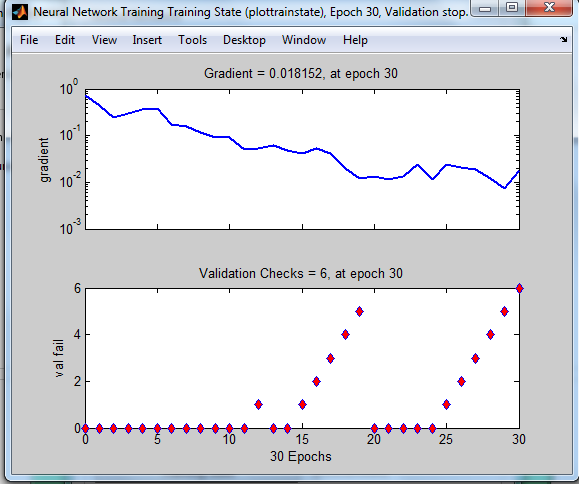 Neural Network Training Training State (plottrainstate), Epoch 30, Validation stop.
File Edit View Insert Tools Desktop Window Help
Gradient = 0.018152, at epoch 30
10^0
10^-1
10^-2
10^-3
gradient
Validation Checks = 6, at epoch 30
6
4
2
0
val fail
0 5 10 15 20 25 30
30 Epochs